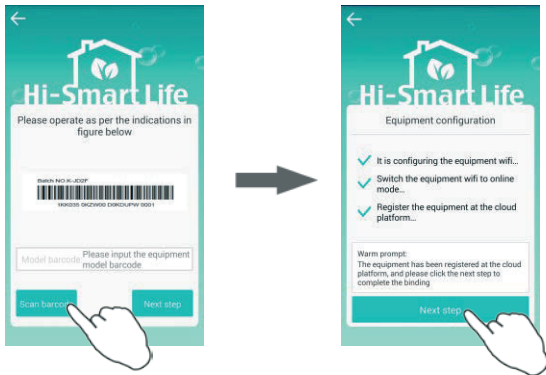 Hi-Smart Life
Please operate as per the indications in
figure below
Batch NO.K-JD2F
Model barcode
Please input the equipment
model barcode
Scan barcode
Next step
Hi-Smart Life
Equipment configuration
It is configuring the equipment wifi...
Switch the equipment wifi to online
mode...
Register the equipment at the cloud
platform...
Warm prompt:
The equipment has been registered at the cloud
platform, and please click the next step to
complete the binding
Next step